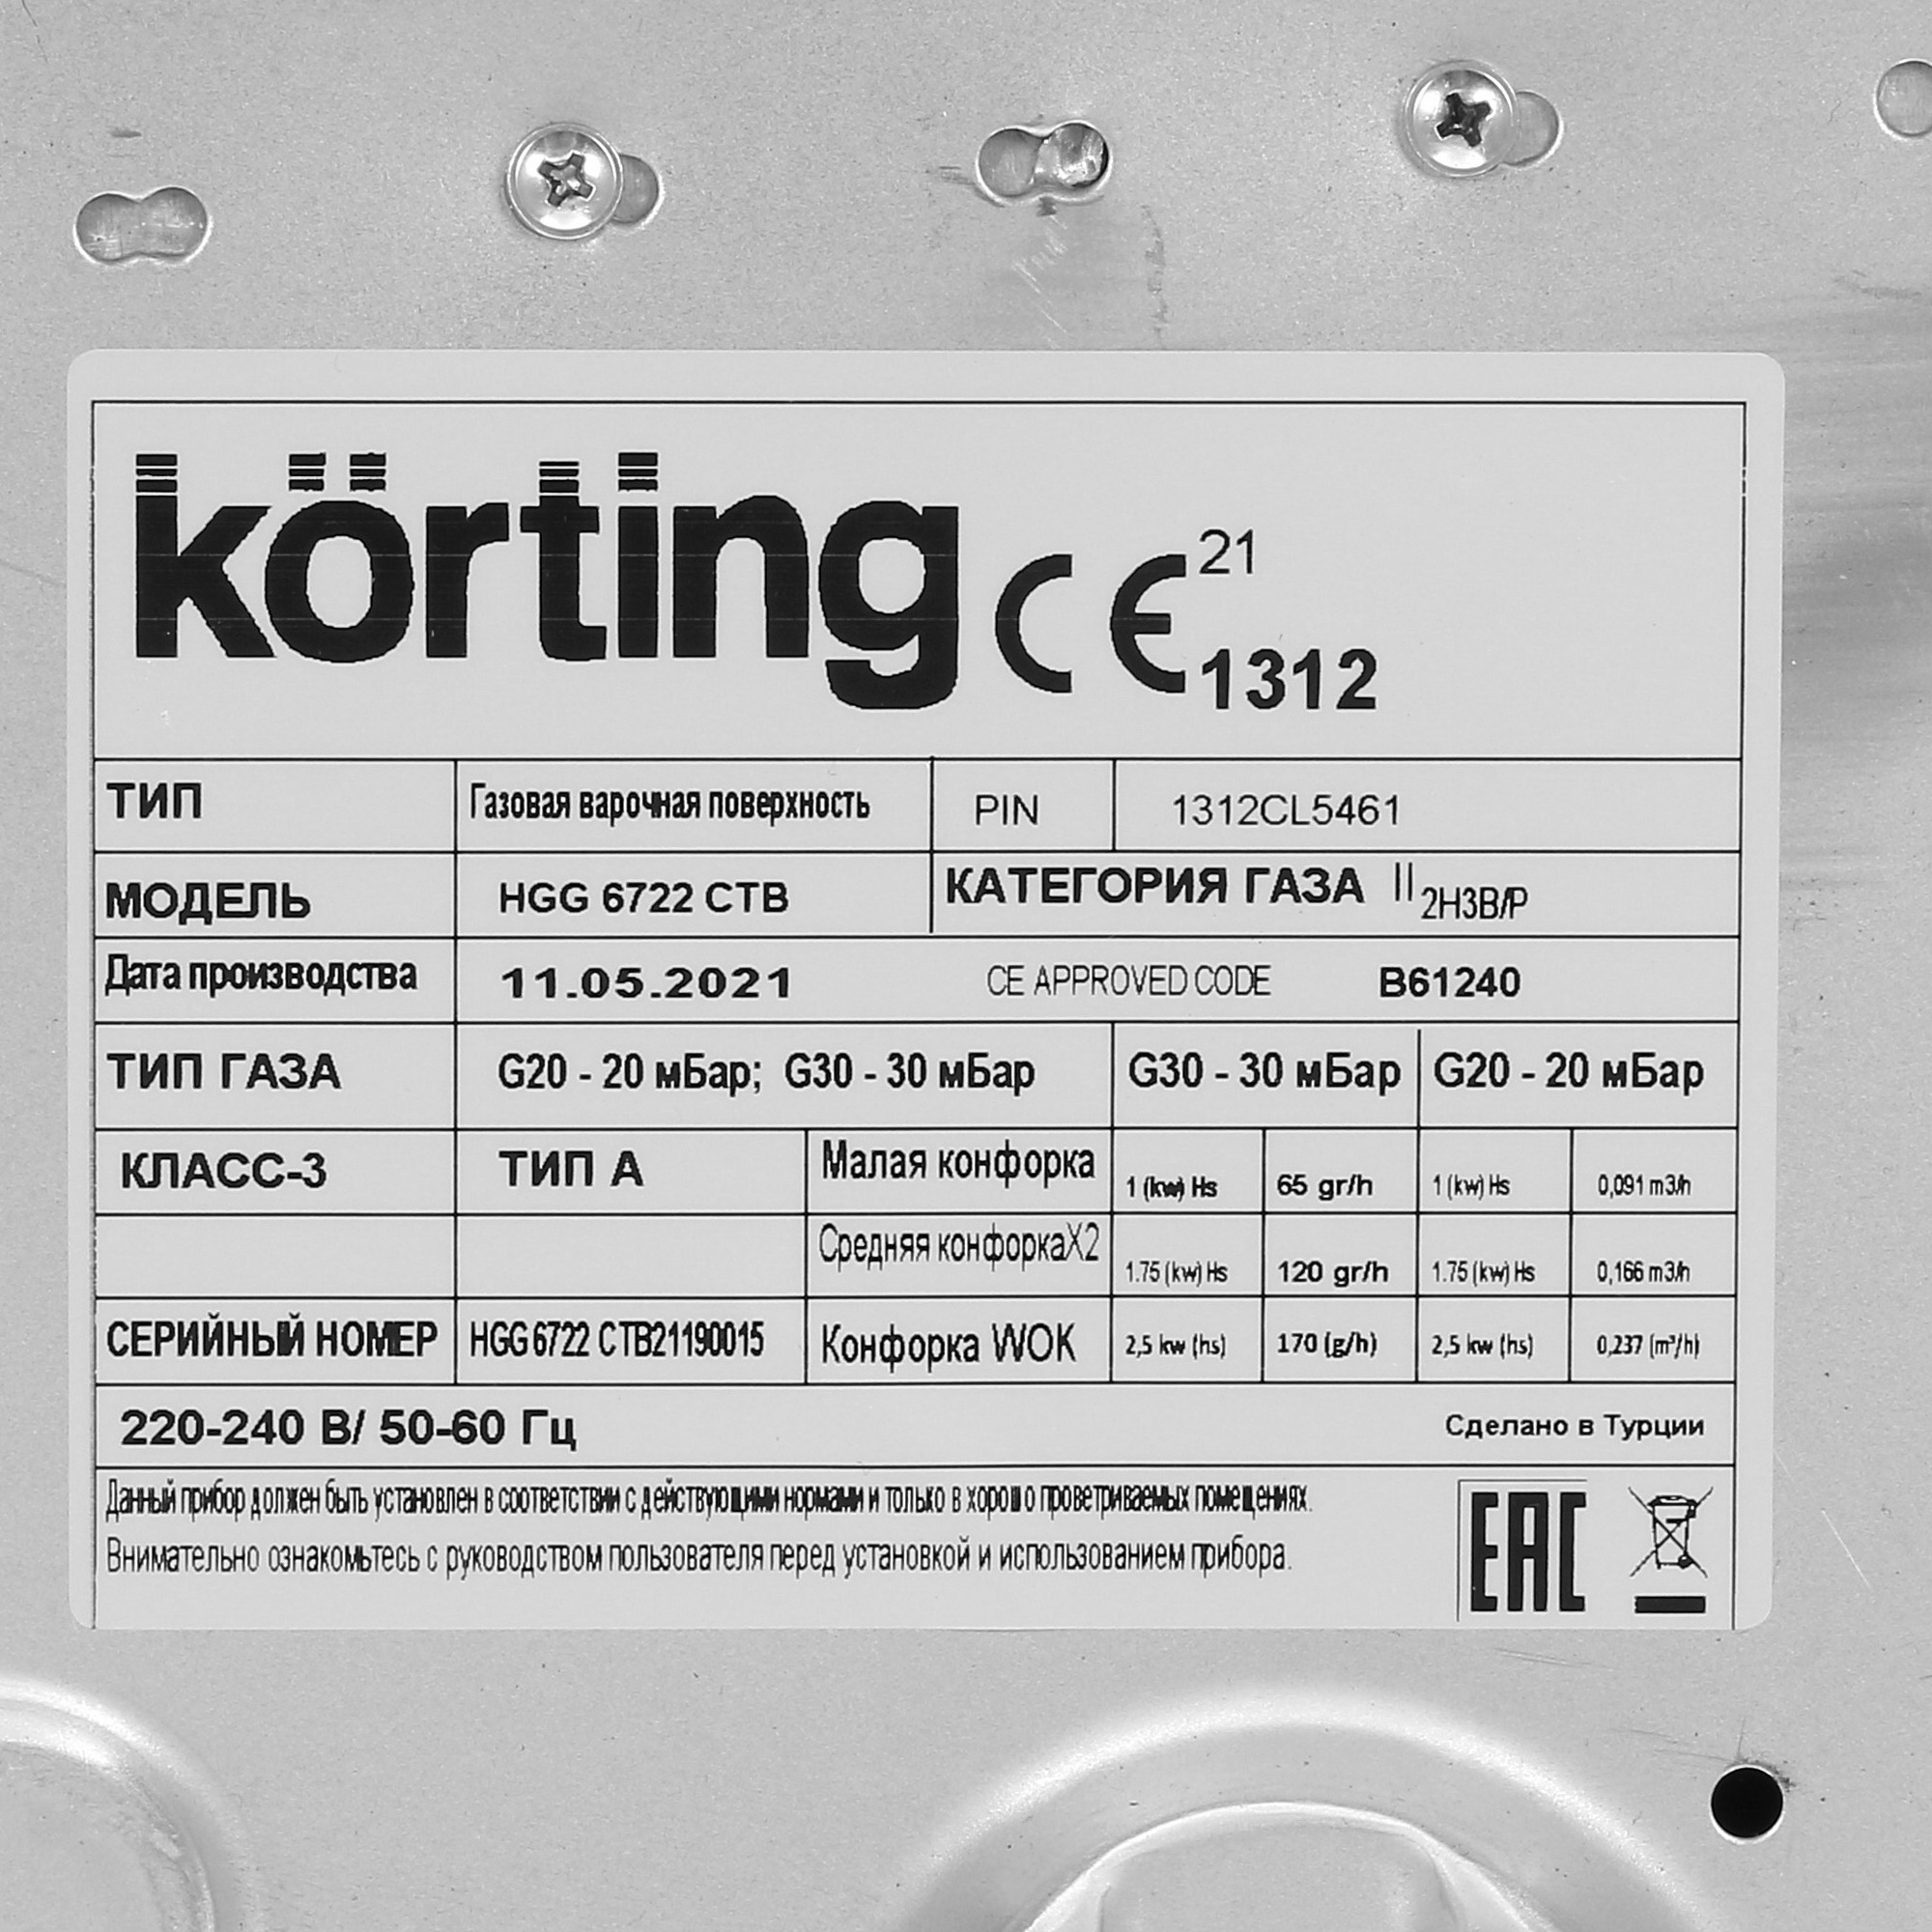 körting CE 21
1312
ТИП Газовая варочная поверхность PIN 1312CL5461
МОДЕЛЬ HGG 6722 CTB КАТЕГОРИЯ ГАЗА II2H3B/P
Дата производства 11.05.2021 CE APPROVED CODE B61240
ТИП ГАЗА G20 - 20 мБар; G30 - 30 мБар G30 - 30 мБар G20 - 20 мБар
КЛАСС-3 ТИП А Малая конфорка 1 (kw) Hs 65 gr/h 1 (kw) Hs 0,091 m3/h
Средняя конфоркаX2 1.75 (kw) Hs 120 gr/h 1.75 (kw) Hs 0,166 m3/h
СЕРИЙНЫЙ НОМЕР HGG 6722 CTB21190015 Конфорка WOK 2,5 kw (hs) 170 (g/h) 2,5 kw (hs) 0,237 (m³/h)
220-240 В/ 50-60 Гц Сделано в Турции
Данный прибор должен быть установлен в соответствии с действующими нормами и только в хорошо проветриваемых помещениях.
Внимательно ознакомьтесь с руководством пользователя перед установкой и использованием прибора.
EAC